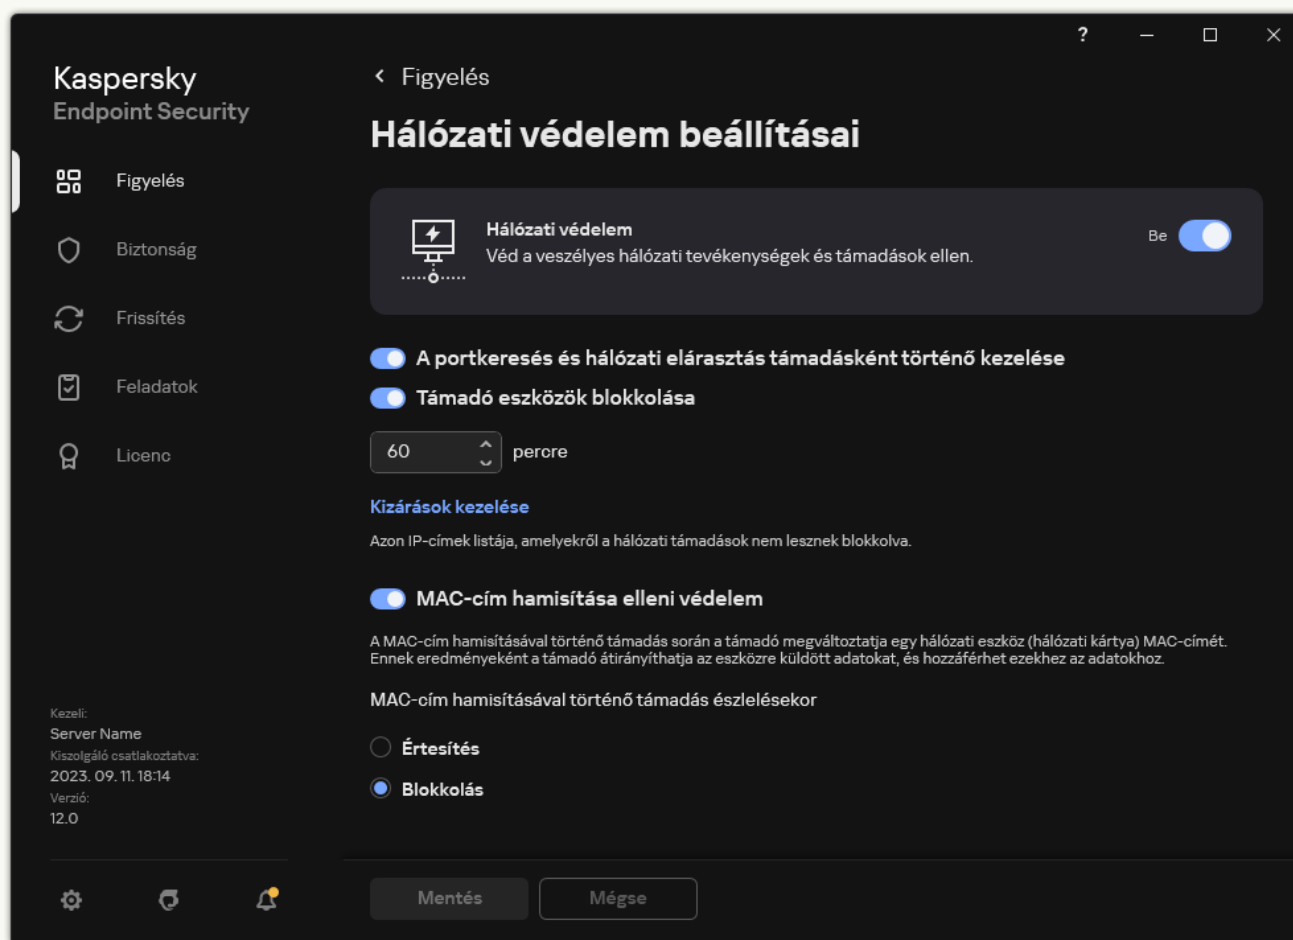 ?
Kaspersky
Endpoint Security
Figyelés
Biztonság
Frissítés
Feladatok
Licenc
Kezeli:
Server Name
Kiszolgáló csatlakoztatva:
2023. 09. 11. 18:14
Verzió:
12.0
Figyelés
Hálózati védelem beállításai
Hálózati védelem
Véd a veszélyes hálózati tevékenységek és támadások ellen.
Be
A portkeresés és hálózati elárasztás támadásként történő kezelése
Támadó eszközök blokkolása
60 percre
Kizárások kezelése
Azon IP-címek listája, amelyekről a hálózati támadások nem lesznek blokkolva.
MAC-cím hamisítása elleni védelem
A MAC-cím hamisításával történő támadás során a támadó megváltoztatja egy hálózati eszköz (hálózati kártya) MAC-címét.
Ennek eredményeként a támadó átirányíthatja az eszközre küldött adatokat, és hozzáférhet ezekhez az adatokhoz.
MAC-cím hamisításával történő támadás észlelésekor
Értesítés
Blokkolás
Mentés
Mégse